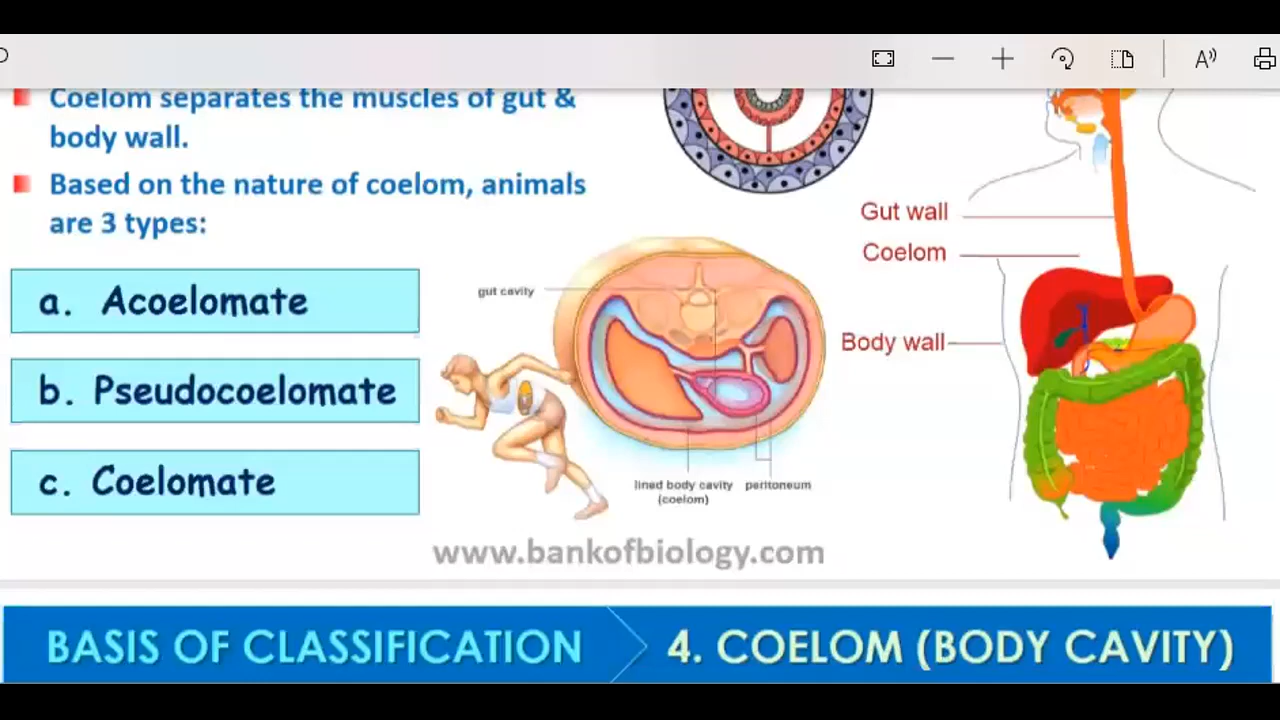 Coelom separates the muscles of gut &
body wall.
Based on the nature of coelom, animals
are 3 types:
a. Acoelomate
b. Pseudocoelomate
c. Coelomate
gut cavity
lined body cavity
(coelom)
peritoneum
Gut wall
Coelom
Body wall
www.bankofbiology.com
BASIS OF CLASSIFICATION
4. COELOM (BODY CAVITY)